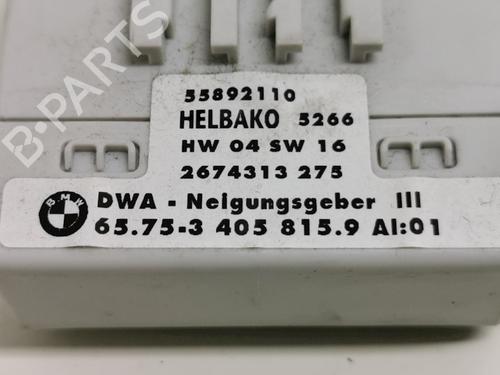 55892110
HELBAKO 5266
HW 04 SW 16
2674313 275
BMW DWA - Neigungsgeber III
65.75-3 405 815.9 AI:01
B-PARTS